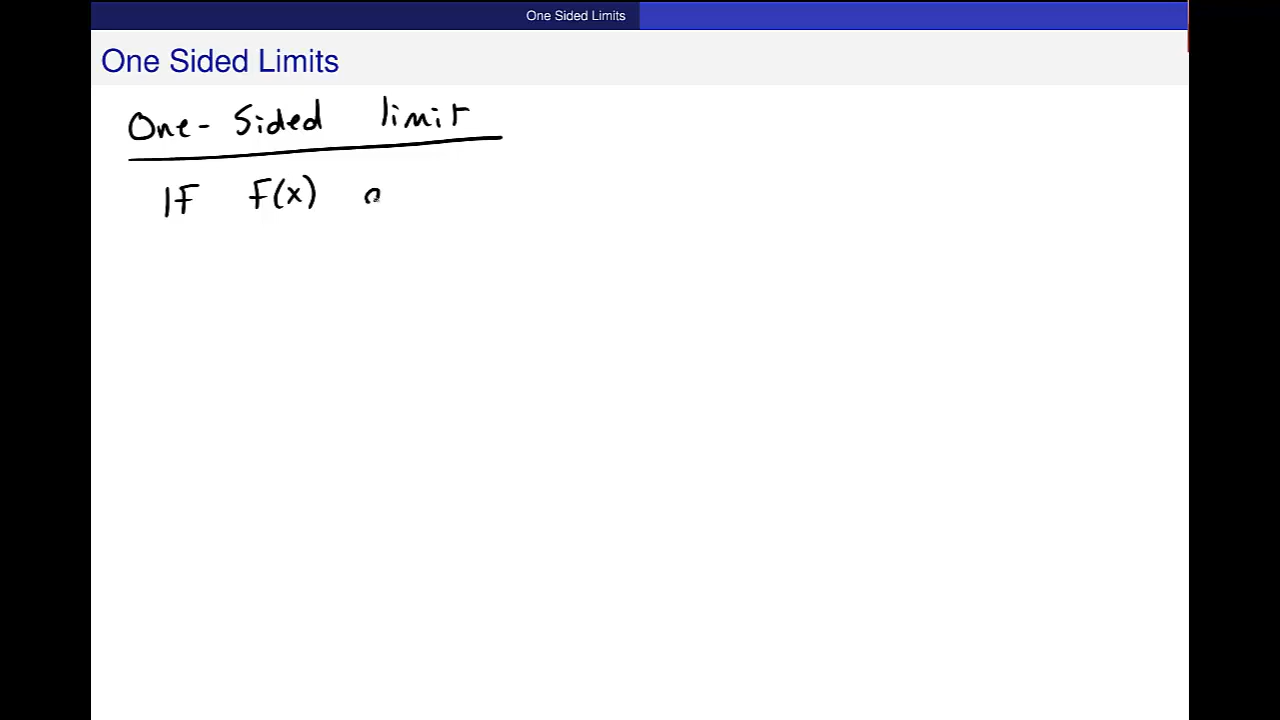 One Sided Limits
One Sided Limits
One-Sided limit
IF F(x)